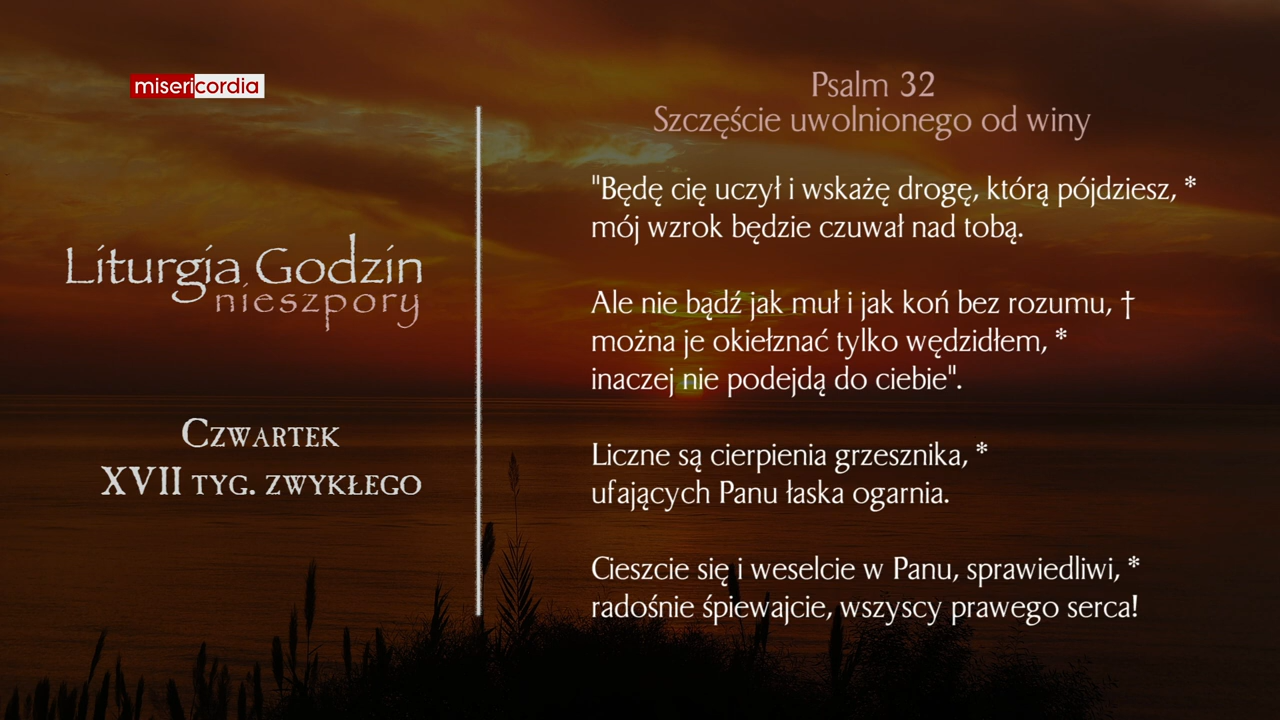 misericordia
Liturgia Godzin
nieszpory
Czwartek
XVII tyg. zwykłego
Psalm 32
Szczęście uwolnionego od winy
"Będę cię uczył i wskażę drogę, którą pójdziesz, *
mój wzrok będzie czuwał nad tobą.
Ale nie bądź jak muł i jak koń bez rozumu, †
można je okiełznać tylko wędzidłem, *
inaczej nie podejdą do ciebie".
Liczne są cierpienia grzesznika, *
ufających Panu łaska ogarnia.
Cieszcie się i weselcie w Panu, sprawiedliwi, *
radośnie śpiewajcie, wszyscy prawego serca!